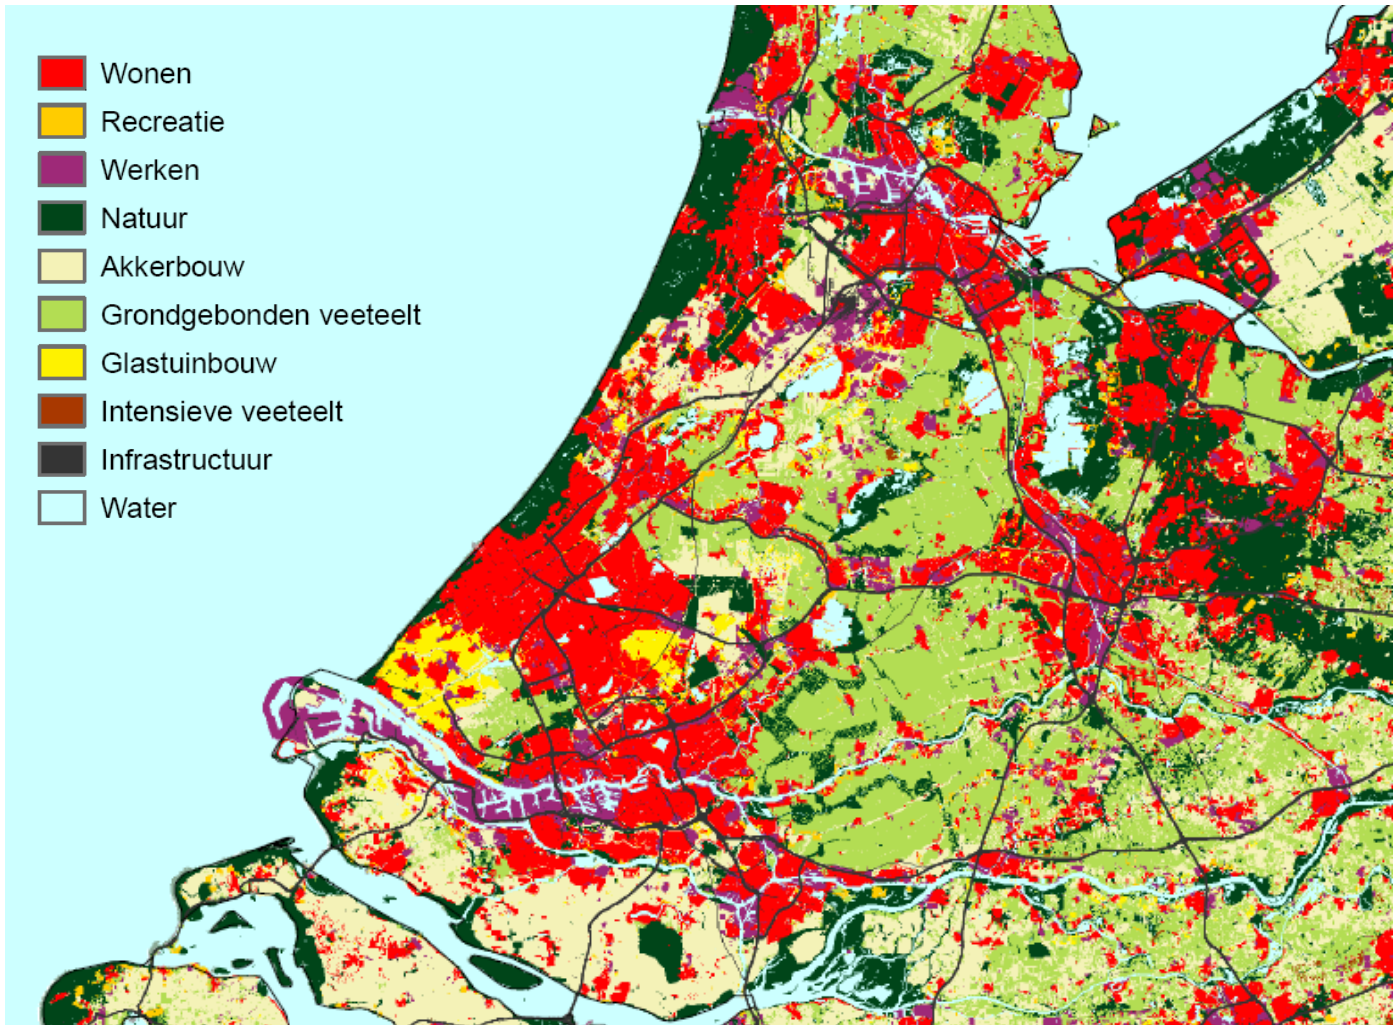 Wonen
Recreatie
Werken
Natuur
Akkerbouw
Grondgebonden veeteelt
Glastuinbouw
Intensieve veeteelt
Infrastructuur
Water